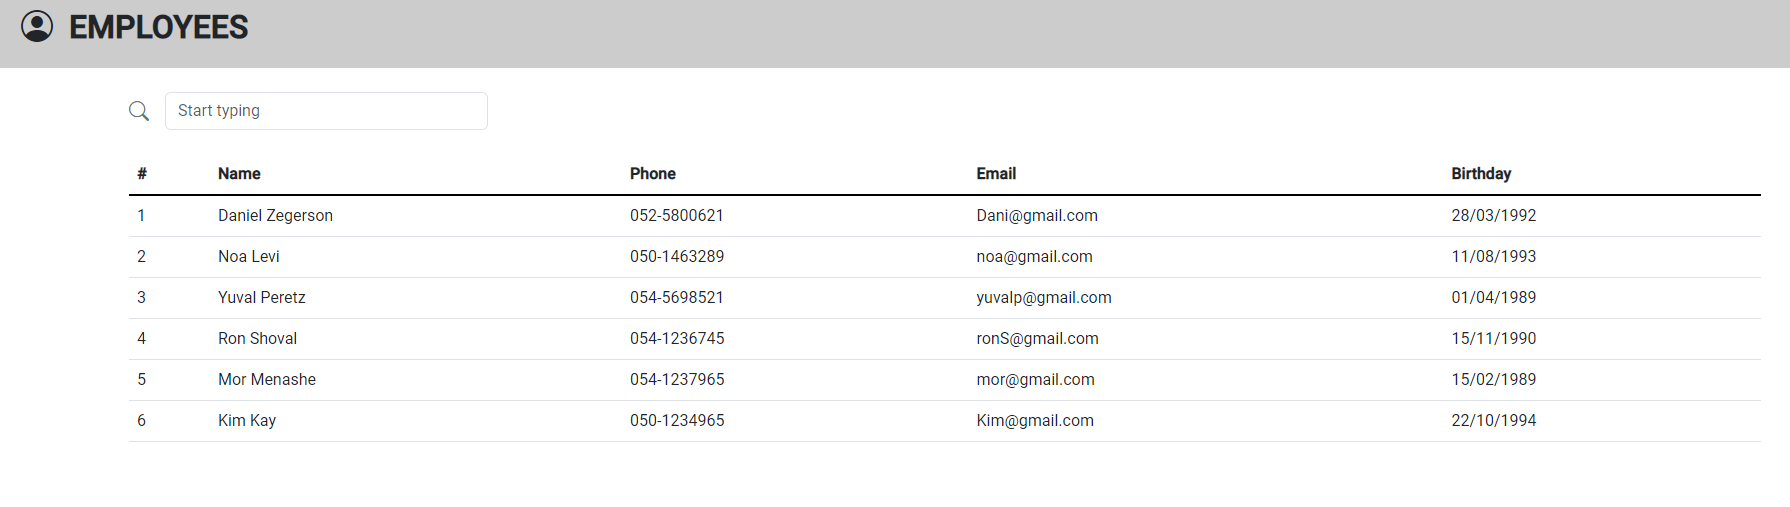 EMPLOYEES
Start typing
# Name Phone Email Birthday
1 Daniel Zegerson 052-5800621 Dani@gmail.com 28/03/1992
2 Noa Levi 050-1463289 noa@gmail.com 11/08/1993
3 Yuval Peretz 054-5698521 yuvalp@gmail.com 01/04/1989
4 Ron Shoval 054-1236745 ronS@gmail.com 15/11/1990
5 Mor Menashe 054-1237965 mor@gmail.com 15/02/1989
6 Kim Kay 050-1234965 Kim@gmail.com 22/10/1994